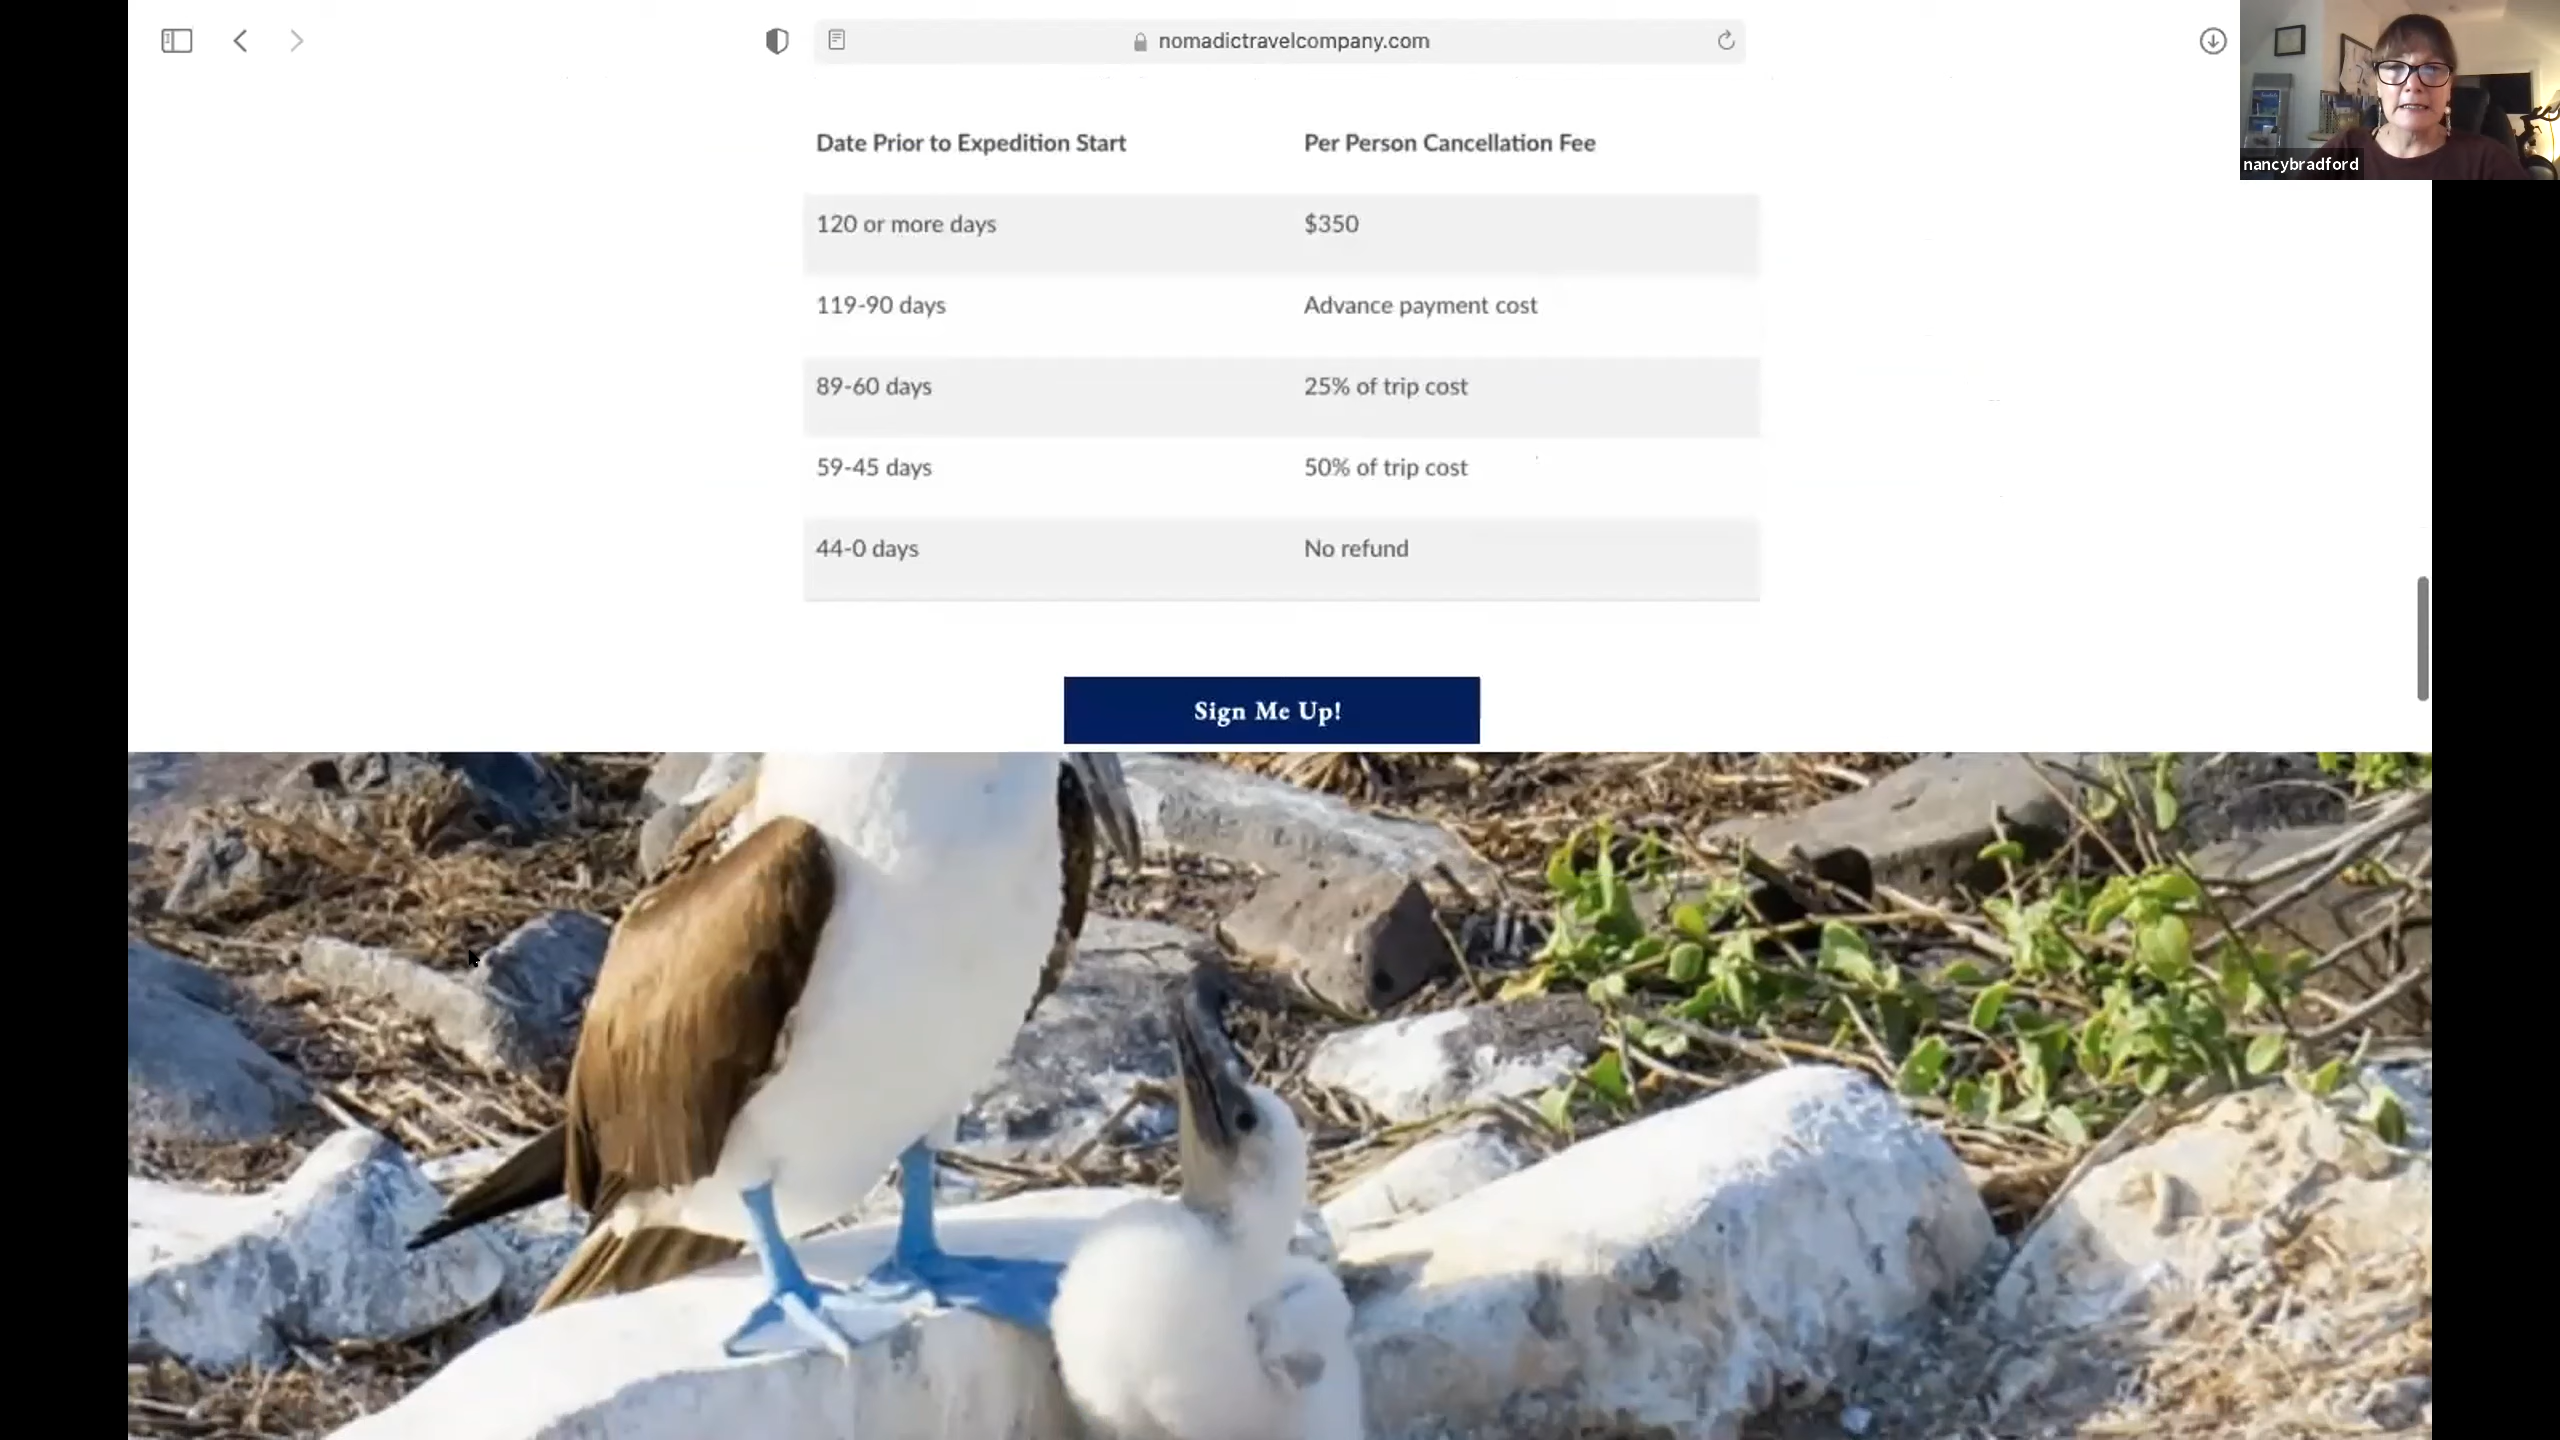 nomadictravelcompany.com
nancybradford
Date Prior to Expedition Start Per Person Cancellation Fee
120 or more days $350
119-90 days Advance payment cost
89-60 days 25% of trip cost
59-45 days 50% of trip cost
44-0 days No refund
Sign Me Up!